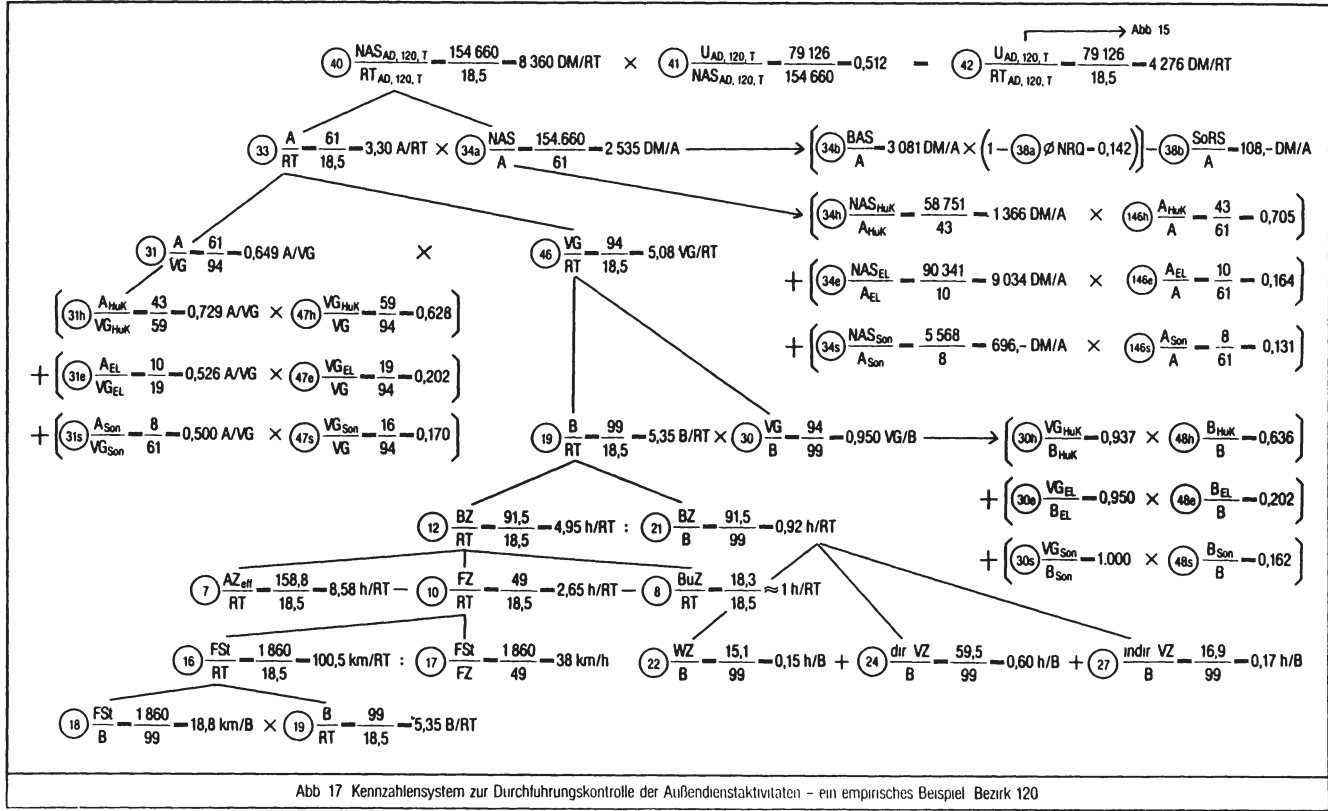 Abb 15
(40) NAS_AD, 120, T / RT_AD, 120, T = 154 660 / 18,5 = 8 360 DM/RT × (41) U_AD, 120, T / NAS_AD, 120, T = 79 126 / 154 660 = 0,512 = (42) U_AD, 120, T / RT_AD, 120, T = 79 126 / 18,5 = 4 276 DM/RT
(33) A / RT = 61 / 18,5 = 3,30 A/RT × (34a) NAS / A = 154.660 / 61 = 2 535 DM/A → [(34b) BAS / A = 3 081 DM/A × (1 − (38a) ∅ NRQ = 0,142)] − (38b) SoRS / A = 108,- DM/A
[(34h) NAS_HuK / A_HuK = 58 751 / 43 = 1 366 DM/A × (146h) A_HuK / A = 43 / 61 = 0,705]
(31) A / VG = 61 / 94 = 0,649 A/VG × (46) VG / RT = 94 / 18,5 = 5,08 VG/RT
+ [(34e) NAS_EL / A_EL = 90 341 / 10 = 9 034 DM/A × (146e) A_EL / A = 10 / 61 = 0,164]
[(31h) A_HuK / VG_HuK = 43 / 59 = 0,729 A/VG × (47h) VG_HuK / VG = 59 / 94 = 0,628]
+ [(34s) NAS_Son / A_Son = 5 568 / 8 = 696,- DM/A × (146s) A_Son / A = 8 / 61 = 0,131]
+ [(31e) A_EL / VG_EL = 10 / 19 = 0,526 A/VG × (47e) VG_EL / VG = 19 / 94 = 0,202]
+ [(31s) A_Son / VG_Son = 8 / 61 = 0,500 A/VG × (47s) VG_Son / VG = 16 / 94 = 0,170]
(19) B / RT = 99 / 18,5 = 5,35 B/RT × (30) VG / B = 94 / 99 = 0,950 VG/B → [(30h) VG_HuK / B_HuK = 0,937 × (48h) B_HuK / B = 0,636]
+ [(30e) VG_EL / B_EL = 0,950 × (48e) B_EL / B = 0,202]
(12) BZ / RT = 91,5 / 18,5 = 4,95 h/RT : (21) BZ / B = 91,5 / 99 = 0,92 h/RT
+ [(30s) VG_Son / B_Son = 1.000 × (48s) B_Son / B = 0,162]
(7) AZ_eff / RT = 158,8 / 18,5 = 8,58 h/RT − (10) FZ / RT = 49 / 18,5 = 2,65 h/RT − (8) BuZ / RT = 18,3 / 18,5 ≈ 1 h/RT
(16) FSt / RT = 1 860 / 18,5 = 100,5 km/RT : (17) FSt / FZ = 1 860 / 49 = 38 km/h
(22) WZ / B = 15,1 / 99 = 0,15 h/B + (24) dir VZ / B = 59,5 / 99 = 0,60 h/B + (27) indir VZ / B = 16,9 / 99 = 0,17 h/B
(18) FSt / B = 1 860 / 99 = 18,8 km/B × (19) B / RT = 99 / 18,5 = 5,35 B/RT
Abb 17 Kennzahlensystem zur Durchfuhrungskontrolle der Außendienstaktivitaten – ein empirisches Beispiel Bezirk 120